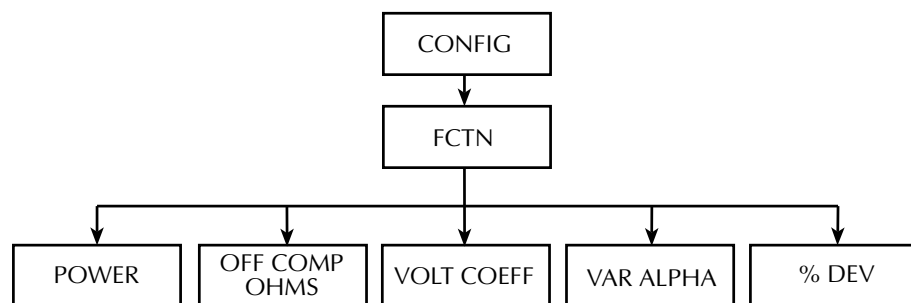 CONFIG
FCTN
POWER
OFF COMP
OHMS
VOLT COEFF
VAR ALPHA
% DEV